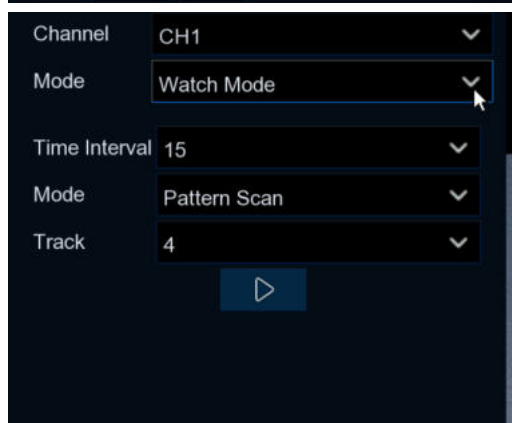 Channel CH1
Mode Watch Mode
Time Interval 15
Mode Pattern Scan
Track 4